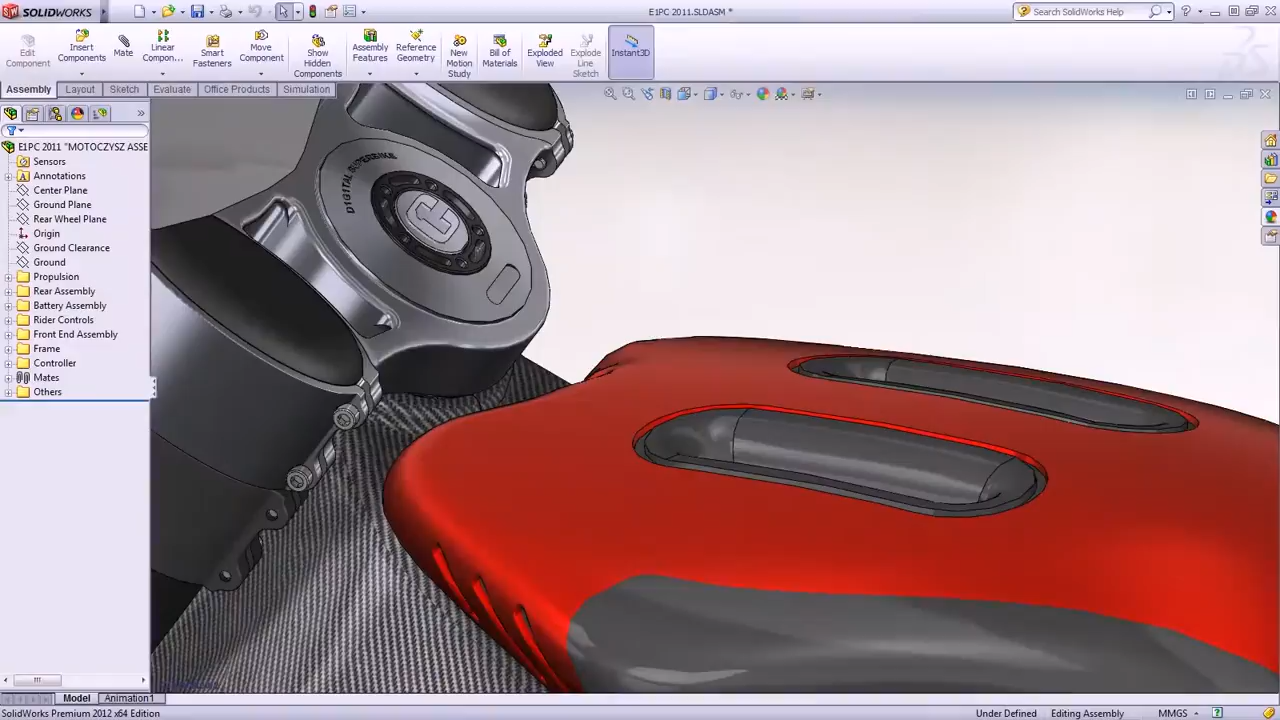 SOLIDWORKS
E1PC 2011.SLDASM *
Search SolidWorks Help
Edit Component
Insert Components
Mate
Linear Compon...
Smart Fasteners
Move Component
Show Hidden Components
Assembly Features
Reference Geometry
New Motion Study
Bill of Materials
Exploded View
Explode Line Sketch
Instant3D
Assembly
Layout
Sketch
Evaluate
Office Products
Simulation
E1PC 2011 "MOTOCZYSZ ASSE
Sensors
Annotations
Center Plane
Ground Plane
Rear Wheel Plane
Origin
Ground Clearance
Ground
Propulsion
Rear Assembly
Battery Assembly
Rider Controls
Front End Assembly
Frame
Controller
Mates
Others
DIGITAL SUPERBIKE
Model
Animation1
SolidWorks Premium 2012 x64 Edition
Under Defined
Editing Assembly
MMGS